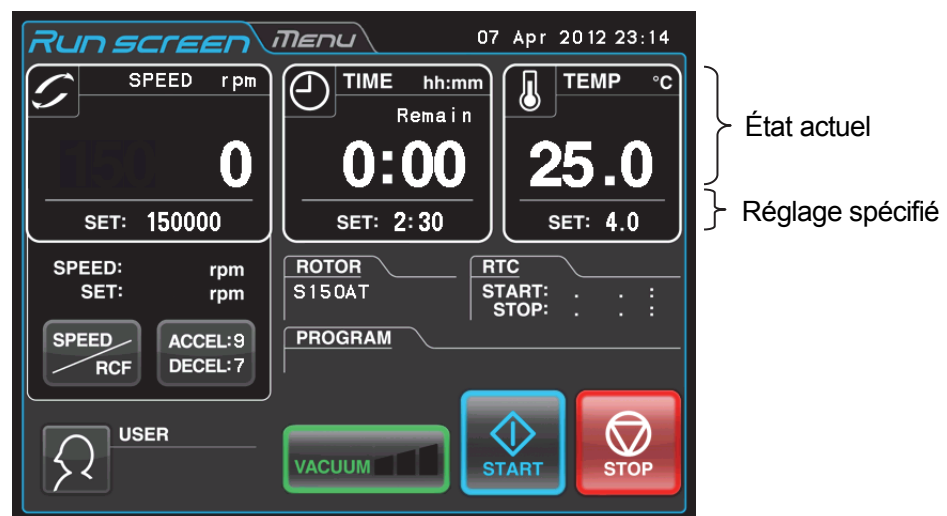 Run screen Menu 07 Apr 2012 23:14
SPEED rpm
0
SET: 150000
TIME hh:mm
Remain
0:00
SET: 2:30
TEMP °C
25.0
SET: 4.0
État actuel
Réglage spécifié
SPEED: rpm
SET: rpm
SPEED/RCF
ACCEL:9
DECEL:7
ROTOR
S150AT
RTC
START: . . :
STOP: . . :
PROGRAM
USER
VACUUM
START
STOP